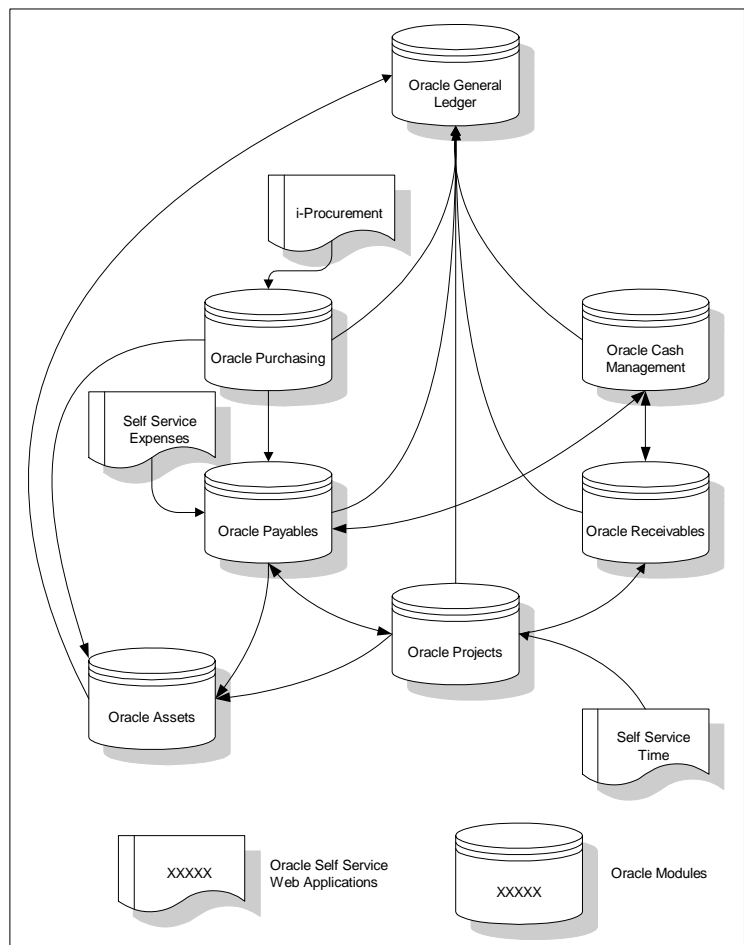 Oracle General
Ledger
i-Procurement
Oracle Purchasing
Oracle Cash
Management
Self Service
Expenses
Oracle Payables
Oracle Receivables
Oracle Projects
Oracle Assets
Self Service
Time
XXXXX
Oracle Self Service
Web Applications
XXXXX
Oracle Modules